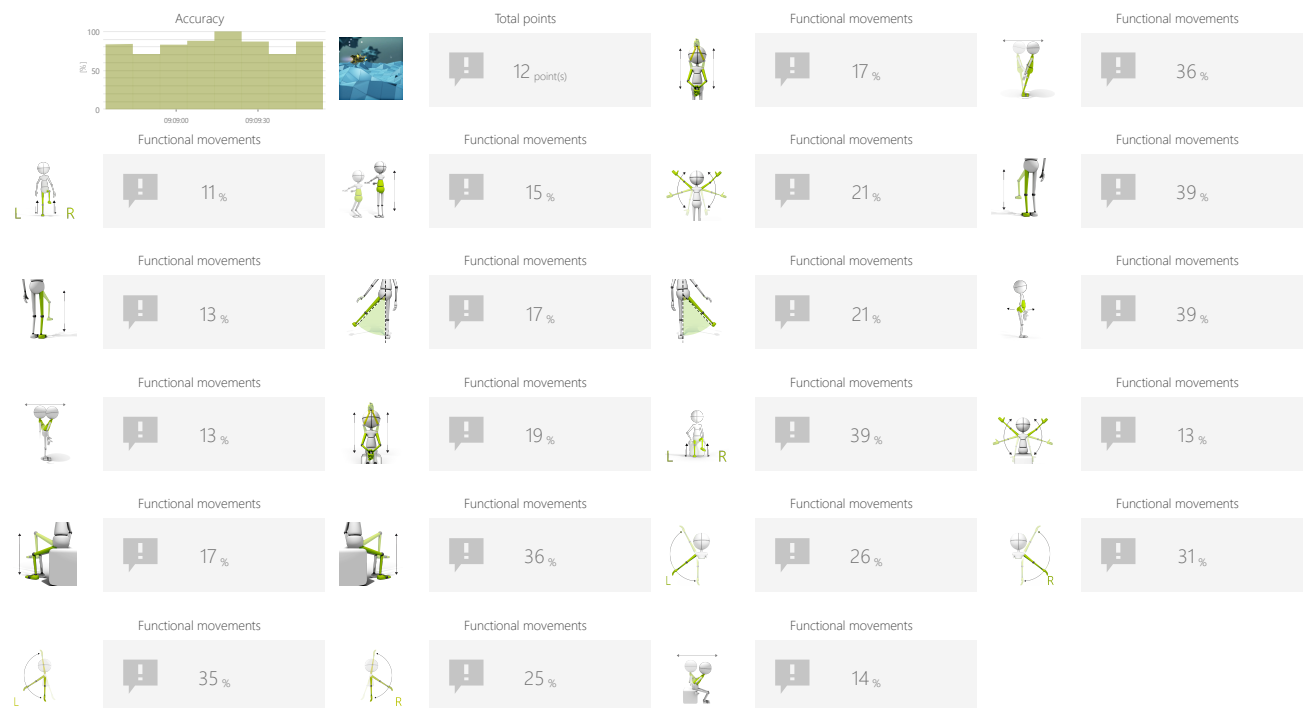 Accuracy
Total points
Functional movements
Functional movements
100
50
0
[%]
09:09:00
09:09:30
12 point(s)
17 %
36 %
Functional movements
Functional movements
Functional movements
Functional movements
L R
11 %
15 %
21 %
39 %
Functional movements
Functional movements
Functional movements
Functional movements
13 %
17 %
21 %
39 %
Functional movements
Functional movements
Functional movements
Functional movements
13 %
19 %
L R
39 %
13 %
Functional movements
Functional movements
Functional movements
Functional movements
17 %
36 %
L
26 %
R
31 %
Functional movements
Functional movements
Functional movements
L
35 %
R
25 %
14 %